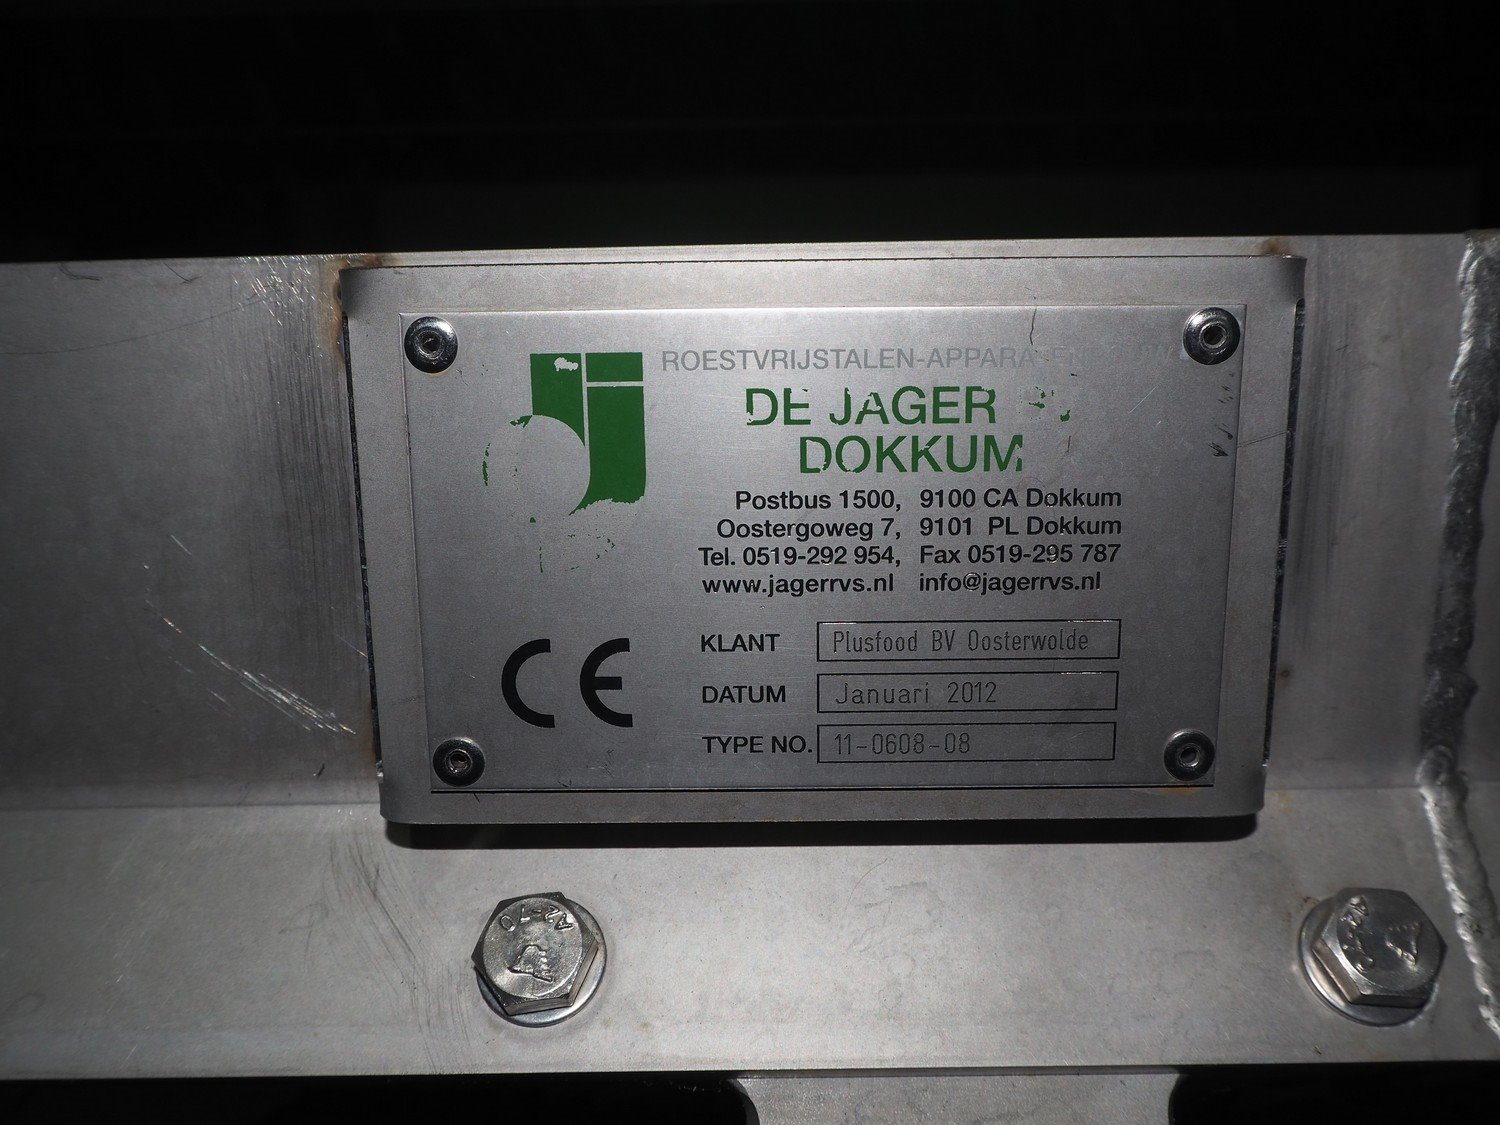 DE JAGER
DOKKUM
Postbus 1500, 9100 CA Dokkum
Oostergoweg 7, 9101 PL Dokkum
Tel. 0519-292 954, Fax 0519-295 787
www.jagerrvs.nl info@jagerrvs.nl
CE
KLANT Plusfood BV Oosterwolde
DATUM Januari 2012
TYPE NO. 11-0608-08
A2-70